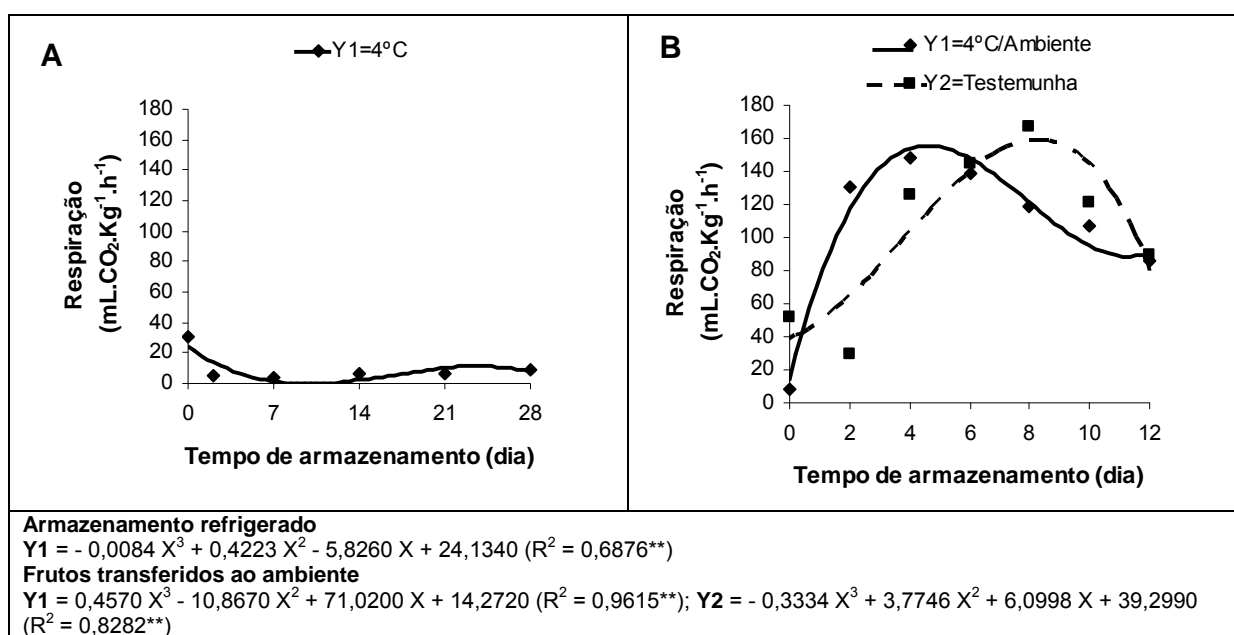 A
Y1=4ºC
Respiração
(mL.CO₂.Kg⁻¹.h⁻¹)
180
160
140
120
100
80
60
40
20
0
0 7 14 21 28
Tempo de armazenamento (dia)
B
Y1=4ºC/Ambiente
Y2=Testemunha
Respiração
(mL.CO₂.Kg⁻¹.h⁻¹)
180
160
140
120
100
80
60
40
20
0
0 2 4 6 8 10 12
Tempo de armazenamento (dia)
Armazenamento refrigerado
Y1 = - 0,0084 X³ + 0,4223 X² - 5,8260 X + 24,1340 (R² = 0,6876**)
Frutos transferidos ao ambiente
Y1 = 0,4570 X³ - 10,8670 X² + 71,0200 X + 14,2720 (R² = 0,9615**); Y2 = - 0,3334 X³ + 3,7746 X² + 6,0998 X + 39,2990
(R² = 0,8282**)